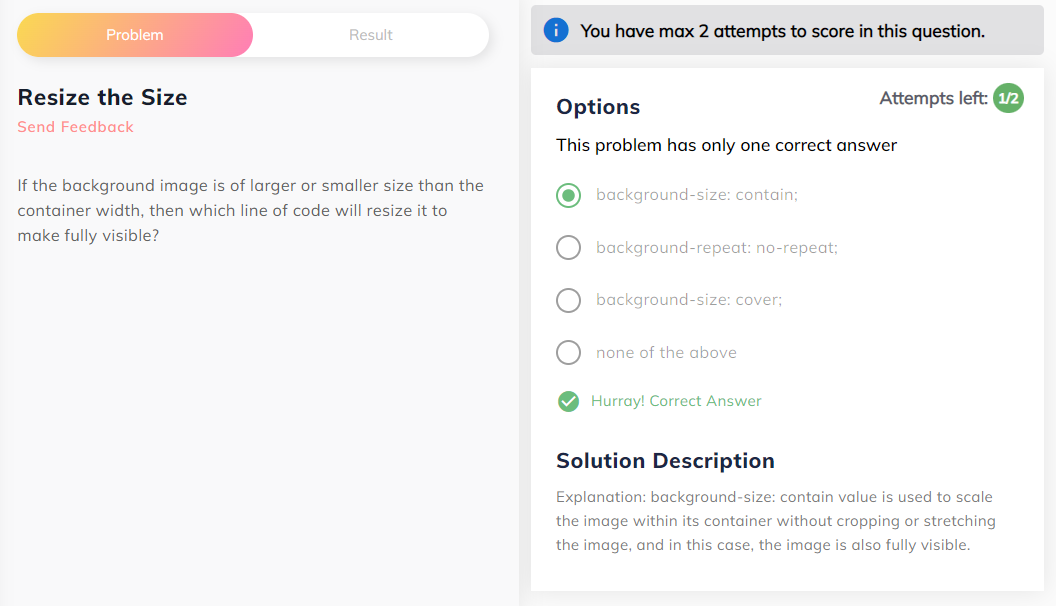 Problem
Result
Resize the Size
Send Feedback
If the background image is of larger or smaller size than the
container width, then which line of code will resize it to
make fully visible?
You have max 2 attempts to score in this question.
Options
Attempts left: 1/2
This problem has only one correct answer
background-size: contain;
background-repeat: no-repeat;
background-size: cover;
none of the above
Hurray! Correct Answer
Solution Description
Explanation: background-size: contain value is used to scale
the image within its container without cropping or stretching
the image, and in this case, the image is also fully visible.